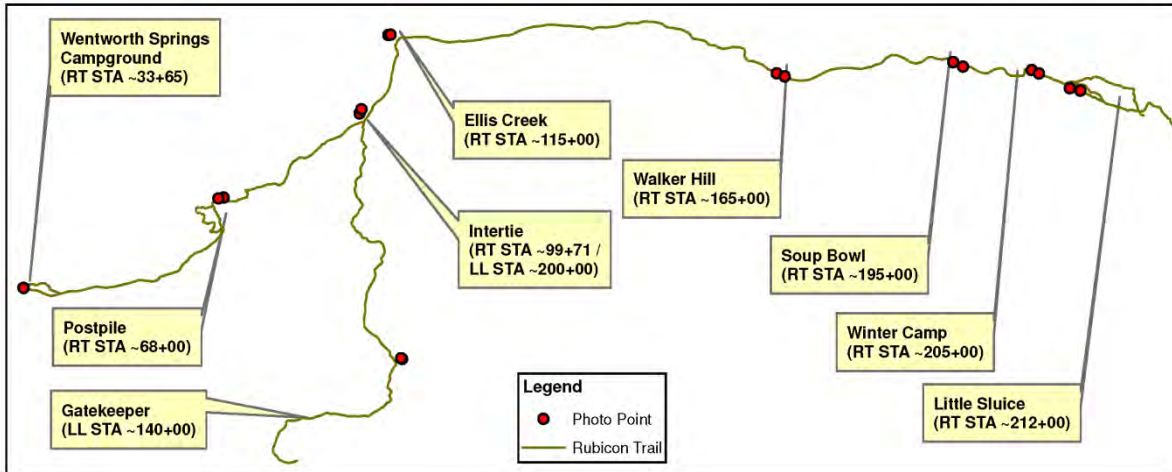 Wentworth Springs
Campground
(RT STA ~33+65)
Ellis Creek
(RT STA ~115+00)
Walker Hill
(RT STA ~165+00)
Intertie
(RT STA ~99+71 /
LL STA ~200+00)
Soup Bowl
(RT STA ~195+00)
Postpile
(RT STA ~68+00)
Winter Camp
(RT STA ~205+00)
Gatekeeper
(LL STA ~140+00)
Little Sluice
(RT STA ~212+00)
Legend
Photo Point
Rubicon Trail